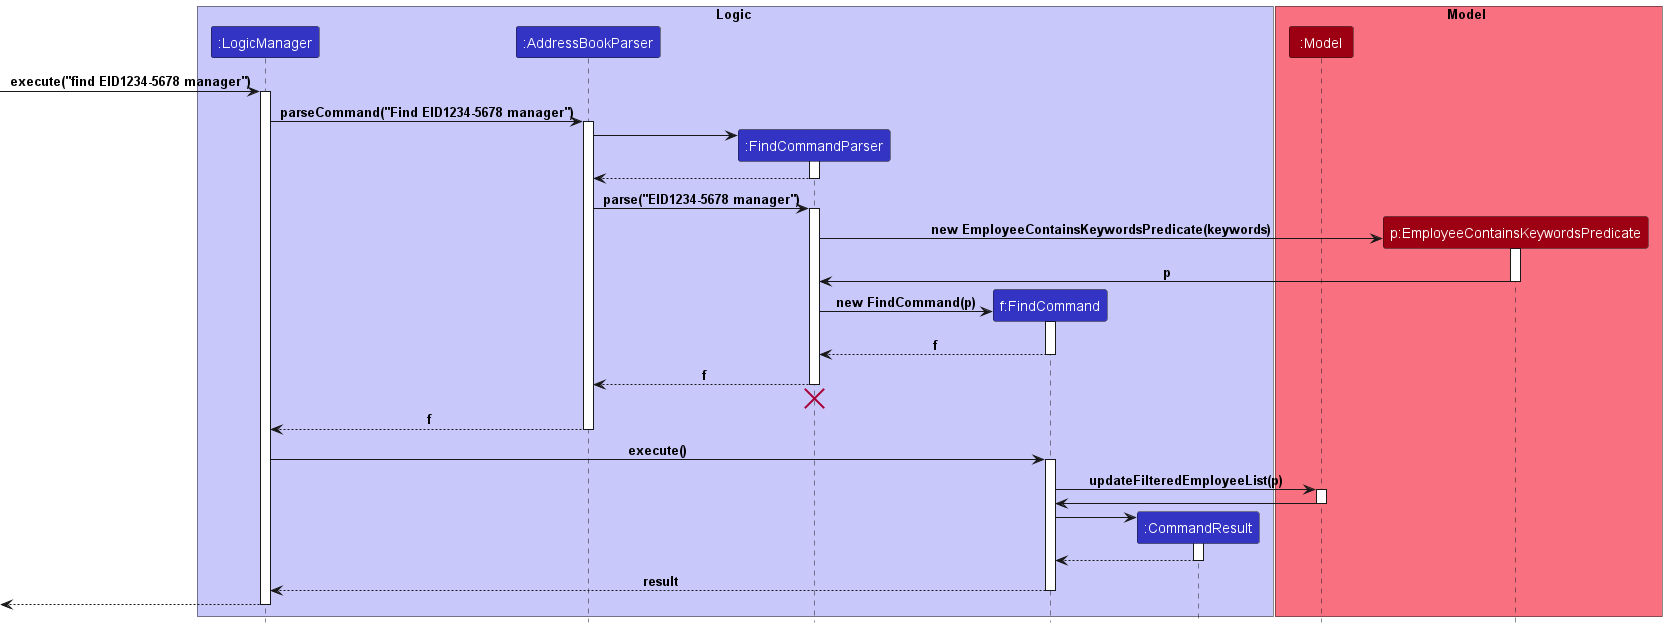 Logic
Model
:LogicManager
:AddressBookParser
:Model
execute("find EID1234-5678 manager")
parseCommand("Find EID1234-5678 manager")
:FindCommandParser
parse("EID1234-5678 manager")
new EmployeeContainsKeywordsPredicate(keywords)
p:EmployeeContainsKeywordsPredicate
p
new FindCommand(p)
f:FindCommand
f
f
f
execute()
updateFilteredEmployeeList(p)
:CommandResult
result